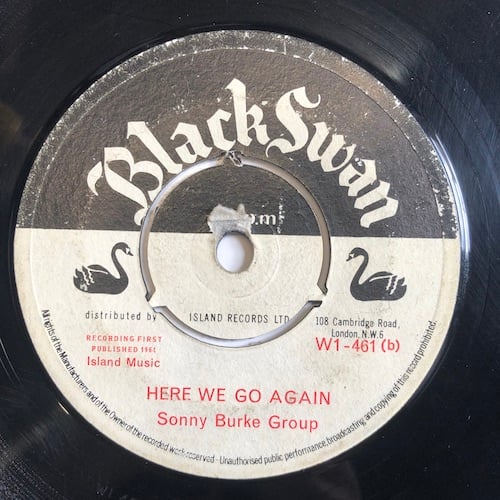 Black Swan
distributed by ISLAND RECORDS LTD
108 Cambridge Road,
London, N.W.6
RECORDING FIRST
PUBLISHED 1961
Island Music
W1-461 (b)
HERE WE GO AGAIN
Sonny Burke Group
All rights of the Manufacturers and of the Owner of the recorded work reserved - Unauthorised public performance, broadcasting and copying of this record prohibited.